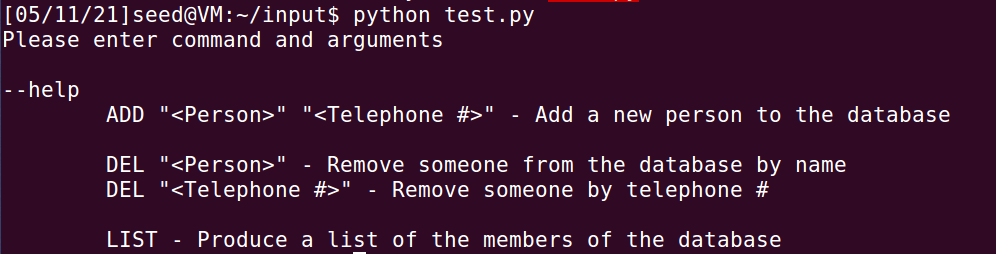 [05/11/21]seed@VM:~/input$ python test.py
Please enter command and arguments
--help
ADD "<Person>" "<Telephone #>" - Add a new person to the database
DEL "<Person>" - Remove someone from the database by name
DEL "<Telephone #>" - Remove someone by telephone #
LIST - Produce a list of the members of the database